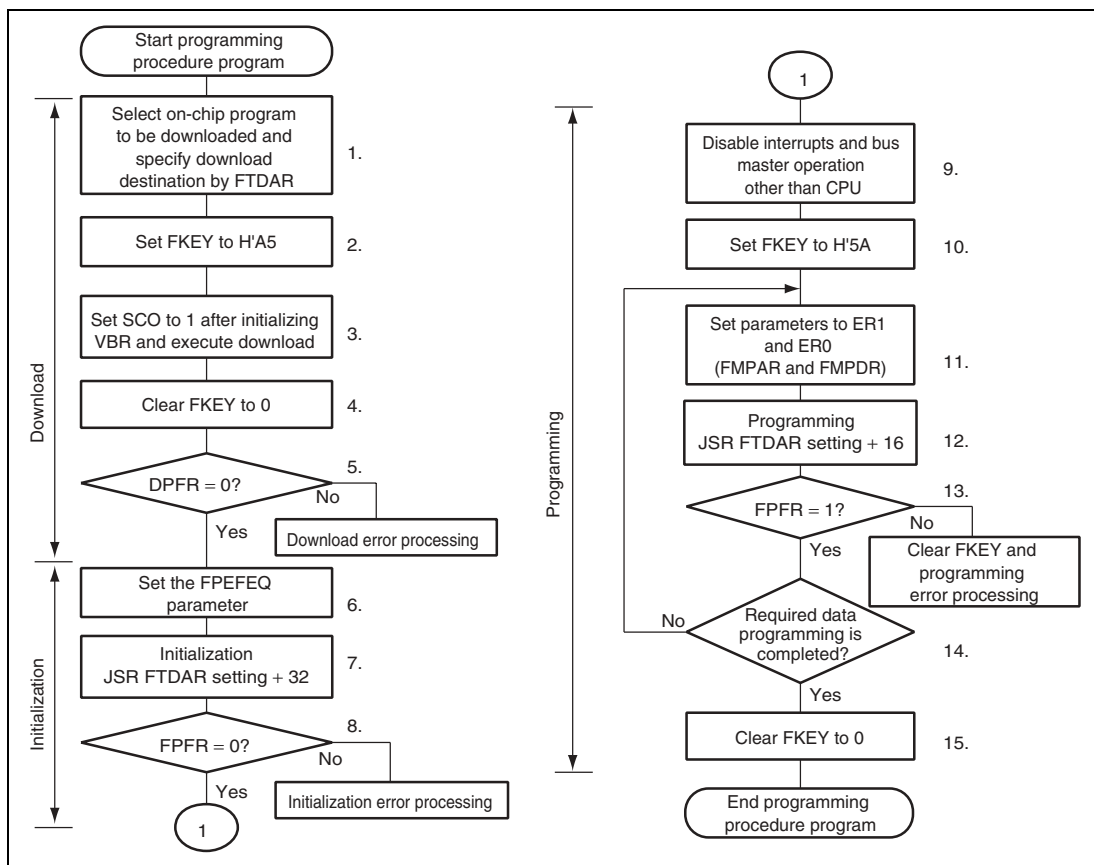 Start programming
procedure program
Download
Select on-chip program
to be downloaded and
specify download
destination by FTDAR
1.
Set FKEY to H'A5
2.
Set SCO to 1 after initializing
VBR and execute download
3.
Clear FKEY to 0
4.
DPFR = 0?
5.
No
Yes
Download error processing
Initialization
Set the FPEFEQ
parameter
6.
Initialization
JSR FTDAR setting + 32
7.
FPFR = 0?
8.
No
Yes
Initialization error processing
1
1
Programming
Disable interrupts and bus
master operation
other than CPU
9.
Set FKEY to H'5A
10.
Set parameters to ER1
and ER0
(FMPAR and FMPDR)
11.
Programming
JSR FTDAR setting + 16
12.
FPFR = 1?
13.
No
Yes
Clear FKEY and
programming
error processing
Required data
programming is
completed?
14.
No
Yes
Clear FKEY to 0
15.
End programming
procedure program